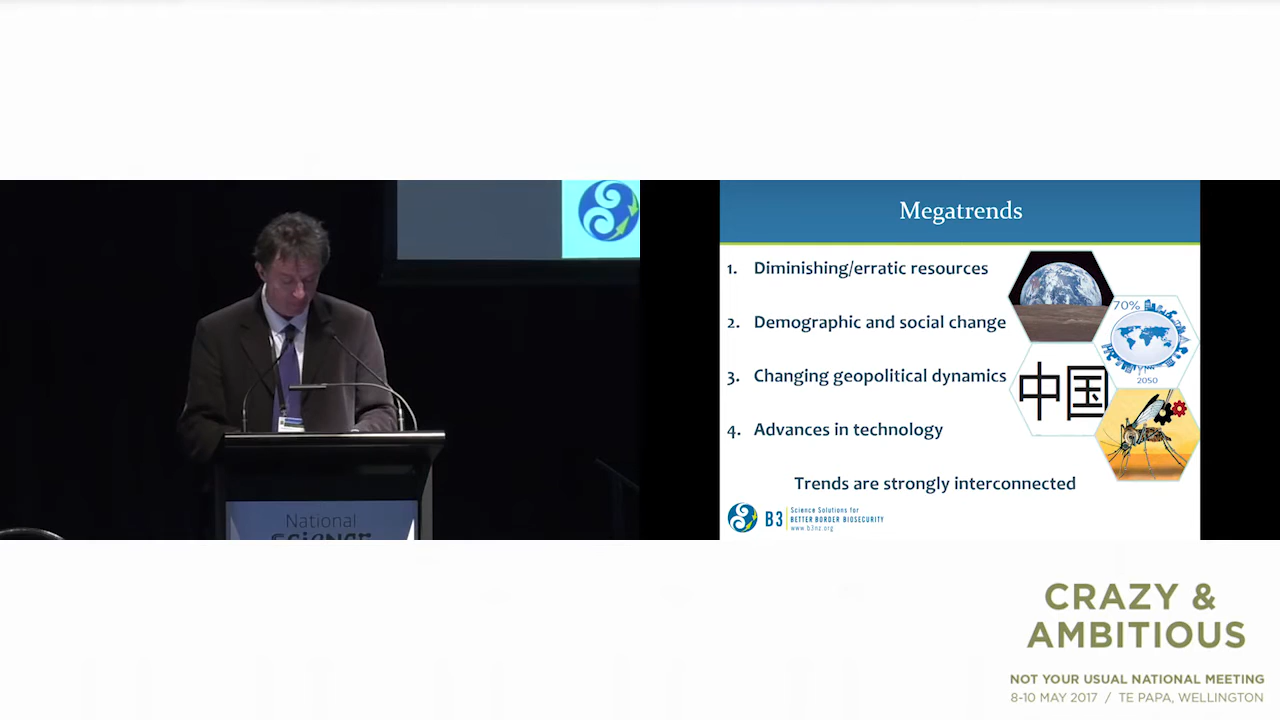 National
Megatrends
1. Diminishing/erratic resources
2. Demographic and social change
3. Changing geopolitical dynamics
4. Advances in technology
Trends are strongly interconnected
70%
2050
中国
B3
Science Solutions for
BETTER BORDER BIOSECURITY
www.b3nz.org
CRAZY &
AMBITIOUS
NOT YOUR USUAL NATIONAL MEETING
8-10 MAY 2017 / TE PAPA, WELLINGTON